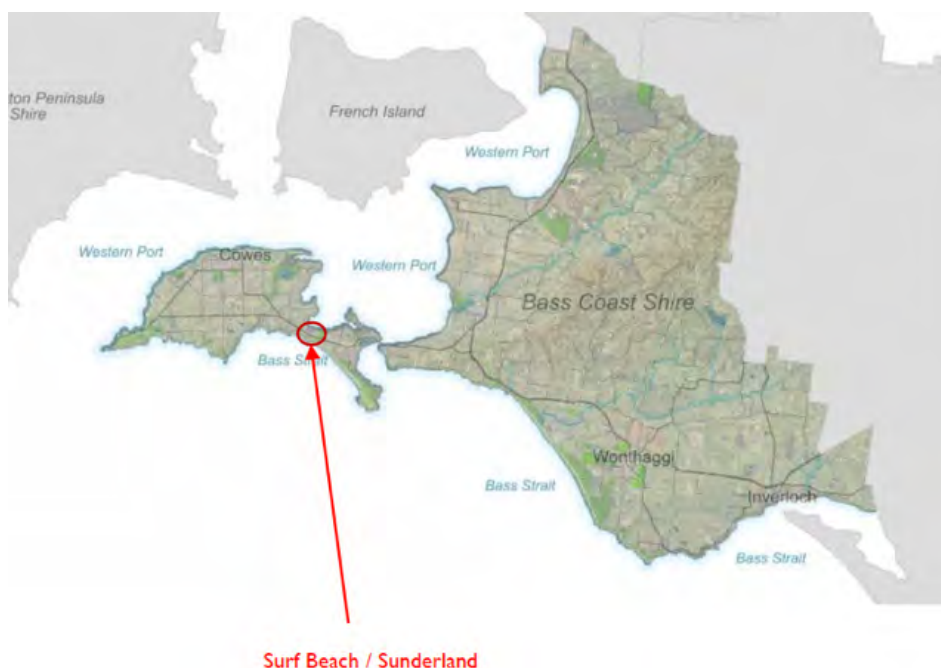 ton Peninsula
Shire
French Island
Western Port
Western Port
Cowes
Western Port
Bass Coast Shire
Bass Strait
Wonthaggi
Bass Strait
Inverloch
Bass Strait
Surf Beach / Sunderland